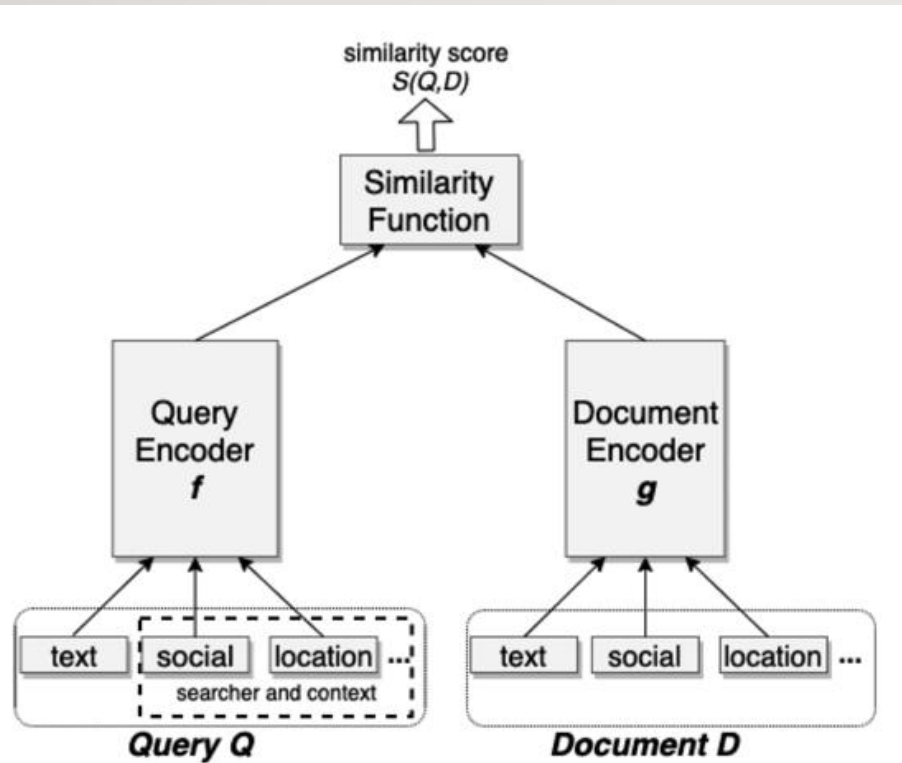 similarity score
S(Q,D)
Similarity
Function
Query
Encoder
f
Document
Encoder
g
text
social
location
...
searcher and context
Query Q
text
social
location
...
Document D